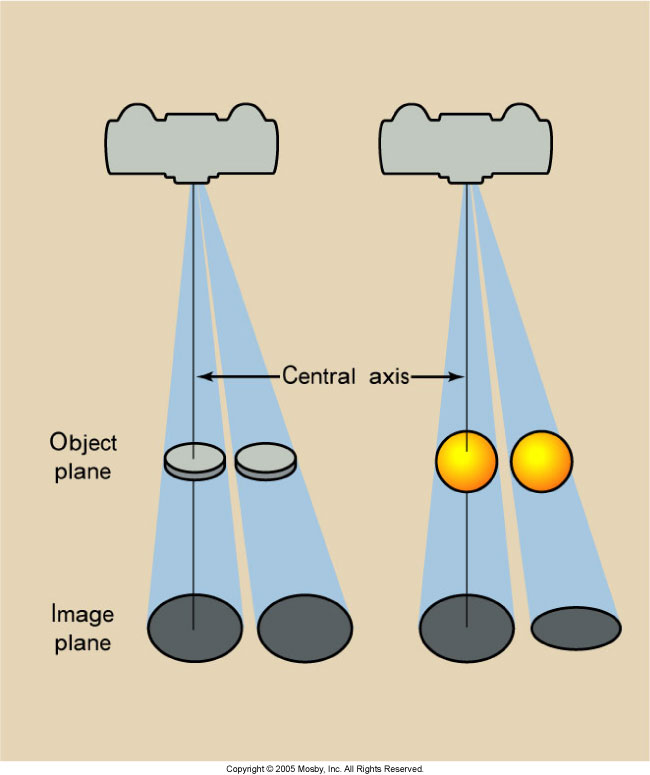 Central axis
Object
plane
Image
plane
Copyright © 2005 Mosby, Inc. All Rights Reserved.